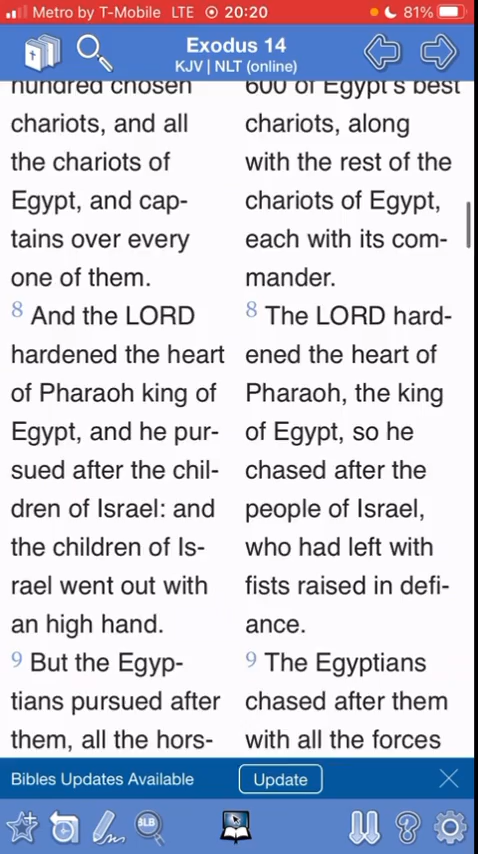 Metro by T-Mobile LTE 20:20 81%
Exodus 14
KJV | NLT (online)
hundred chosen
chariots, and all
the chariots of
Egypt, and cap-
tains over every
one of them.
8 And the LORD
hardened the heart
of Pharaoh king of
Egypt, and he pur-
sued after the chil-
dren of Israel: and
the children of Is-
rael went out with
an high hand.
9 But the Egyp-
tians pursued after
them, all the hors-
600 of Egypt's best
chariots, along
with the rest of the
chariots of Egypt,
each with its com-
mander.
8 The LORD hard-
ened the heart of
Pharaoh, the king
of Egypt, so he
chased after the
people of Israel,
who had left with
fists raised in defi-
ance.
9 The Egyptians
chased after them
with all the forces
Bibles Updates Available
Update
BLB